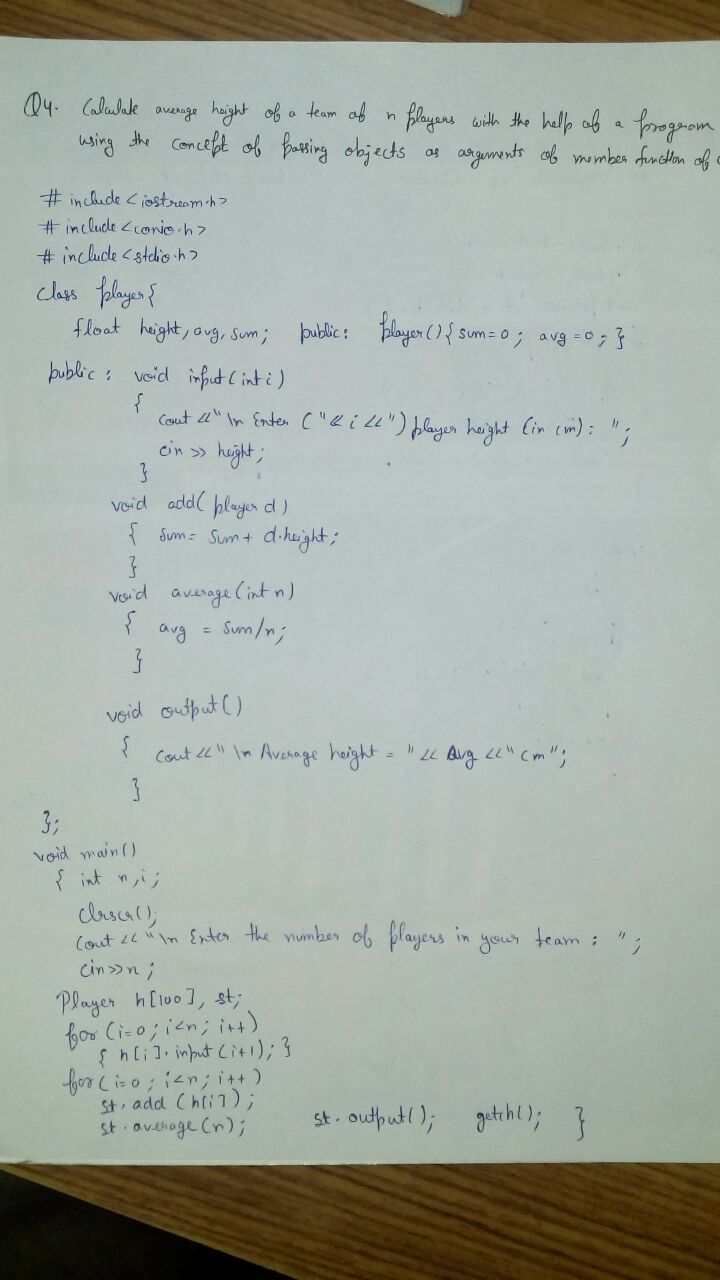 Q4. Calculate average height of a team of n players with the help of a program
using the concept of passing objects as arguments of member function of
# include <iostream.h>
# include <conio.h>
# include <stdio.h>
class player{
float height, avg, sum; public: player(){ sum=0; avg=0; }
public: void input(int i)
{
cout <<"\n Enter ("<< i <<") player height (in cm): ";
cin >> height;
}
void add( player d)
{ sum= sum+ d.height;
}
void average(int n)
{ avg = sum/n;
}
void output()
{ cout <<"\n Average height = "<< avg <<" cm";
}
};
void main()
{ int n,i;
clrscr();
cout <<"\n Enter the number of players in your team : ";
cin>>n;
Player h[100], st;
for (i=0; i<n; i++)
{ h[i].input(i+1); }
for(i=0; i<n; i++)
st.add (h[i]);
st.average(n); st.output(); getch(); }